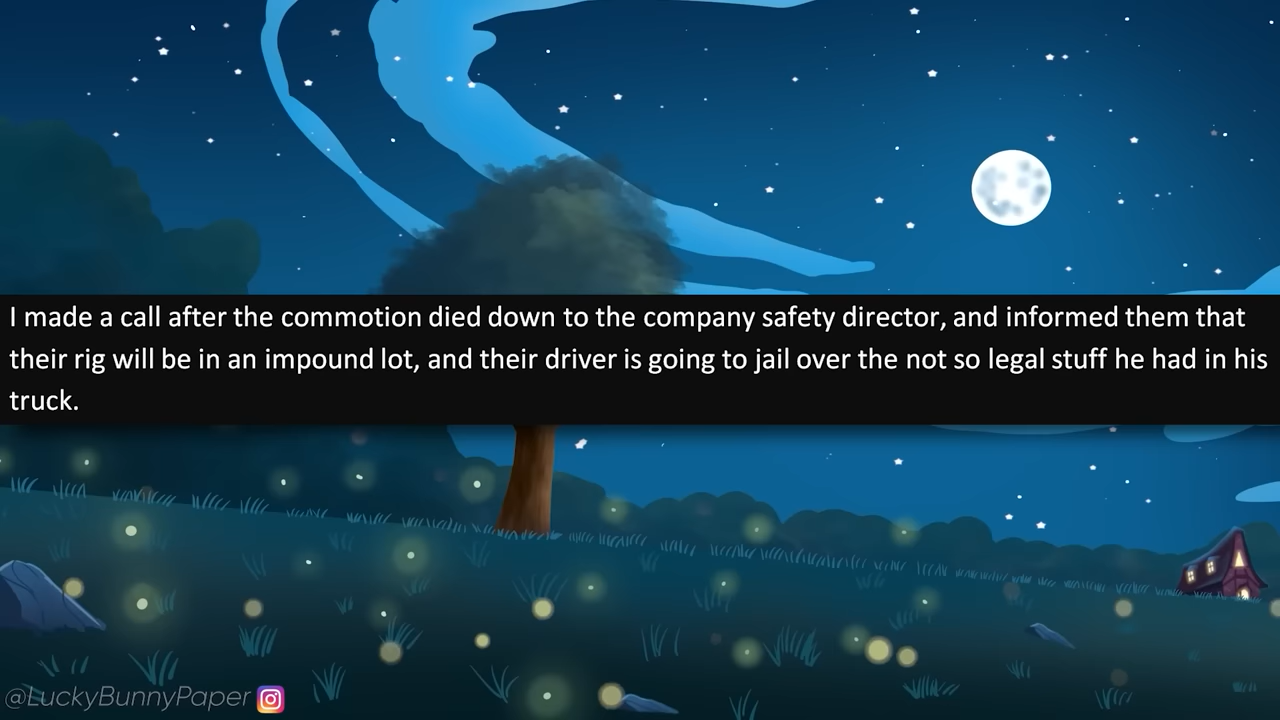 I made a call after the commotion died down to the company safety director, and informed them that
their rig will be in an impound lot, and their driver is going to jail over the not so legal stuff he had in his
truck.
@LuckyBunnyPaper